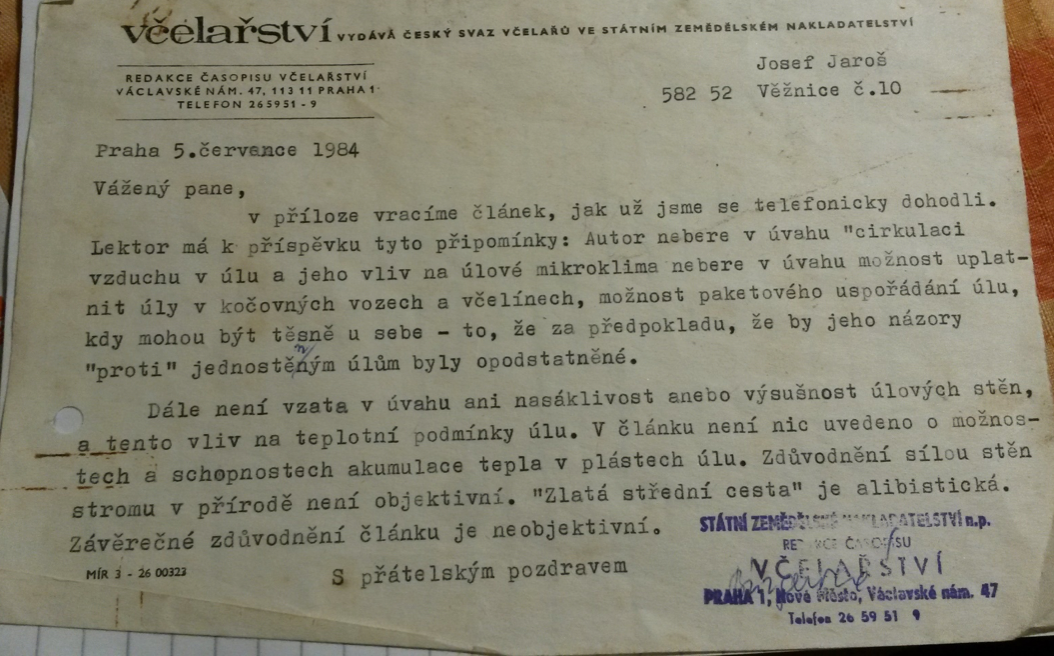 včelařství VYDÁVÁ ČESKÝ SVAZ VČELAŘŮ VE STÁTNÍM ZEMĚDĚLSKÉM NAKLADATELSTVÍ
REDAKCE ČASOPISU VČELAŘSTVÍ
VÁCLAVSKÉ NÁM. 47, 113 11 PRAHA 1
TELEFON 265951-9
Josef Jaroš
582 52 Věžnice č.10
Praha 5.července 1984
Vážený pane,
v příloze vracíme článek, jak už jsme se telefonicky dohodli.
Lektor má k příspěvku tyto připomínky: Autor nebere v úvahu "cirkulaci
vzduchu v úlu a jeho vliv na úlové mikroklima nebere v úvahu možnost uplat-
nit úly v kočovných vozech a včelínech, možnost paketového uspořádání úlu,
kdy mohou být těsně u sebe - to, že za předpokladu, že by jeho názory
"proti" jednostěnným úlům byly opodstatněné.
Dále není vzata v úvahu ani nasáklivost anebo výsušnost úlových stěn,
a tento vliv na teplotní podmínky úlu. V článku není nic uvedeno o možnos-
tech a schopnostech akumulace tepla v plástech úlu. Zdůvodnění sílou stěn
stromu v přírodě není objektivní. "Zlatá střední cesta" je alibistická.
Závěrečné zdůvodnění článku je neobjektivní.
MÍR 3 - 26 00323
S přátelským pozdravem
STÁTNÍ ZEMĚDĚLSKÉ NAKLADATELSTVÍ n.p.
REDAKCE ČASOPISU
VČELAŘSTVÍ
PRAHA 1, Nové Město, Václavské nám. 47
Telefon 26 59 51 9